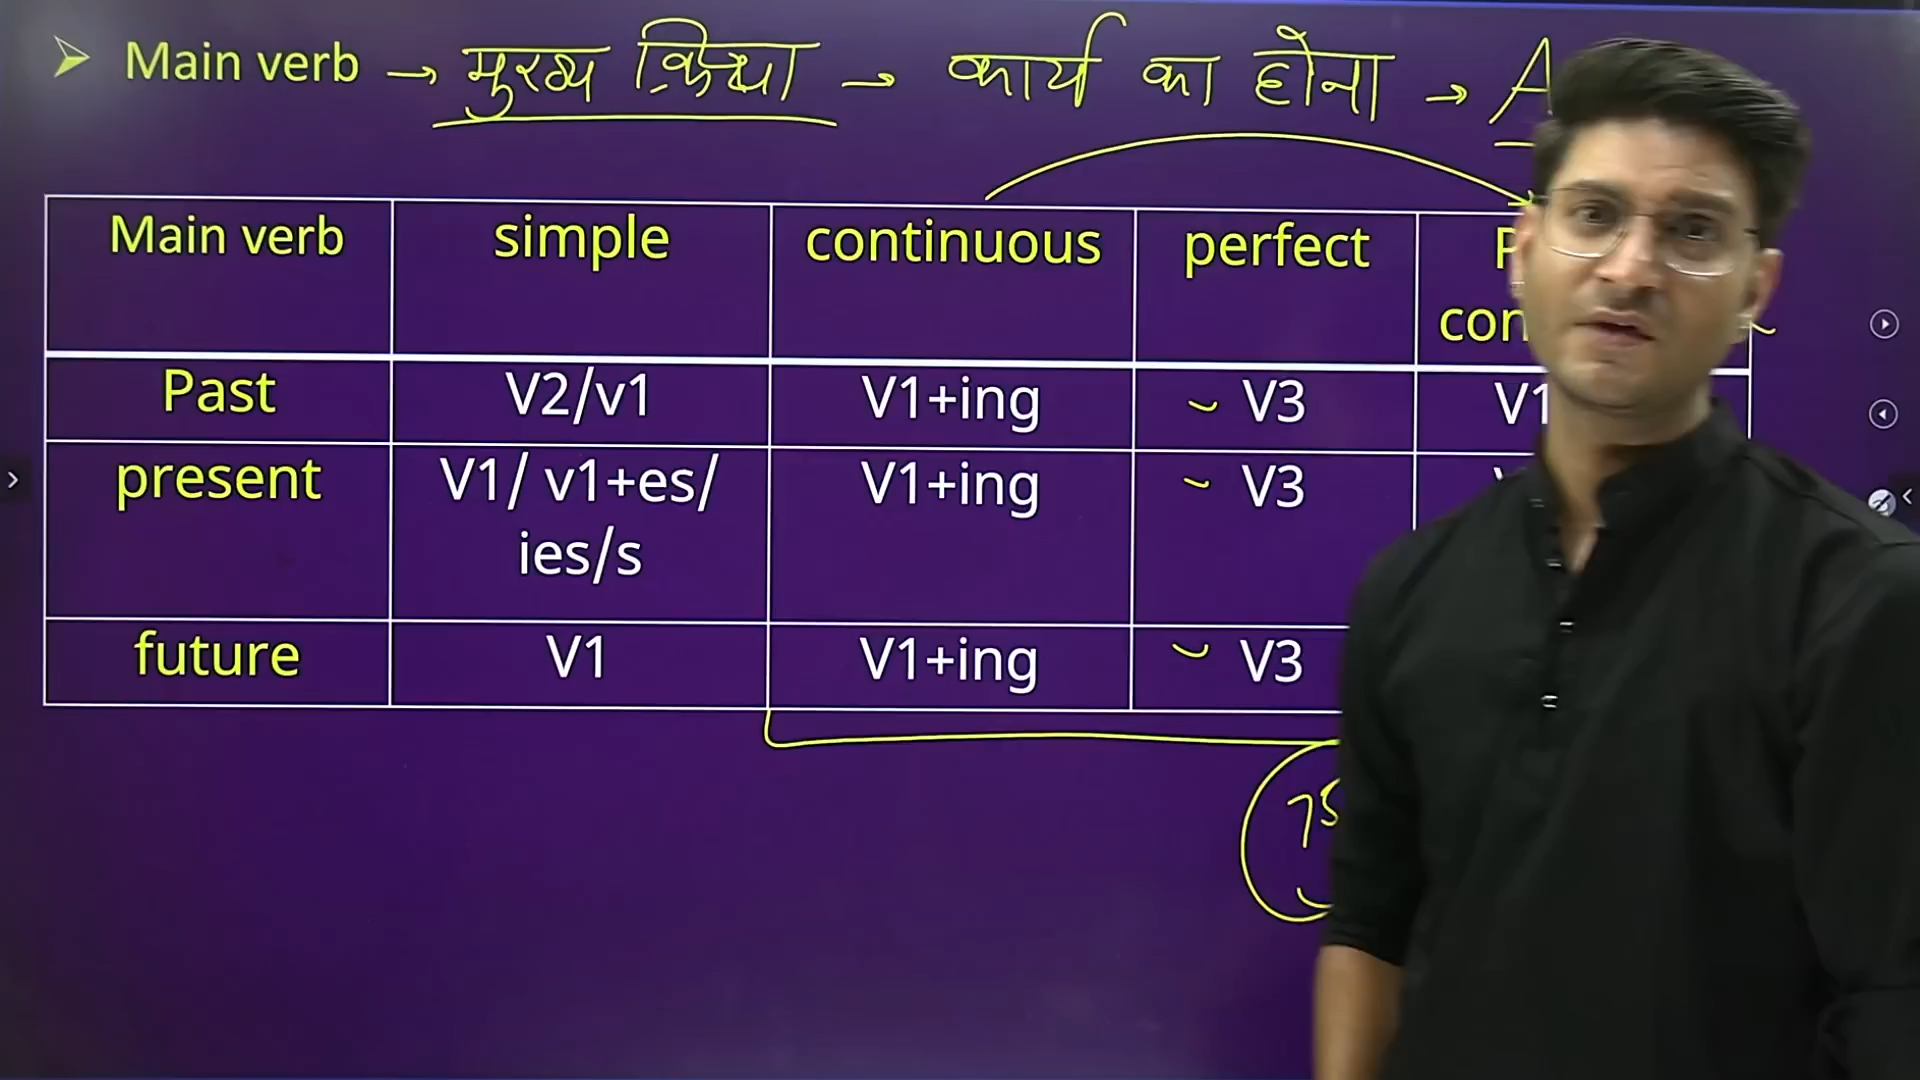 Main verb → मुख्य क्रिया → कार्य का होना → A
Main verb simple continuous perfect
Past V2/v1 V1+ing V3 V1
present V1/ v1+es/ V1+ing V3
ies/s
future V1 V1+ing V3